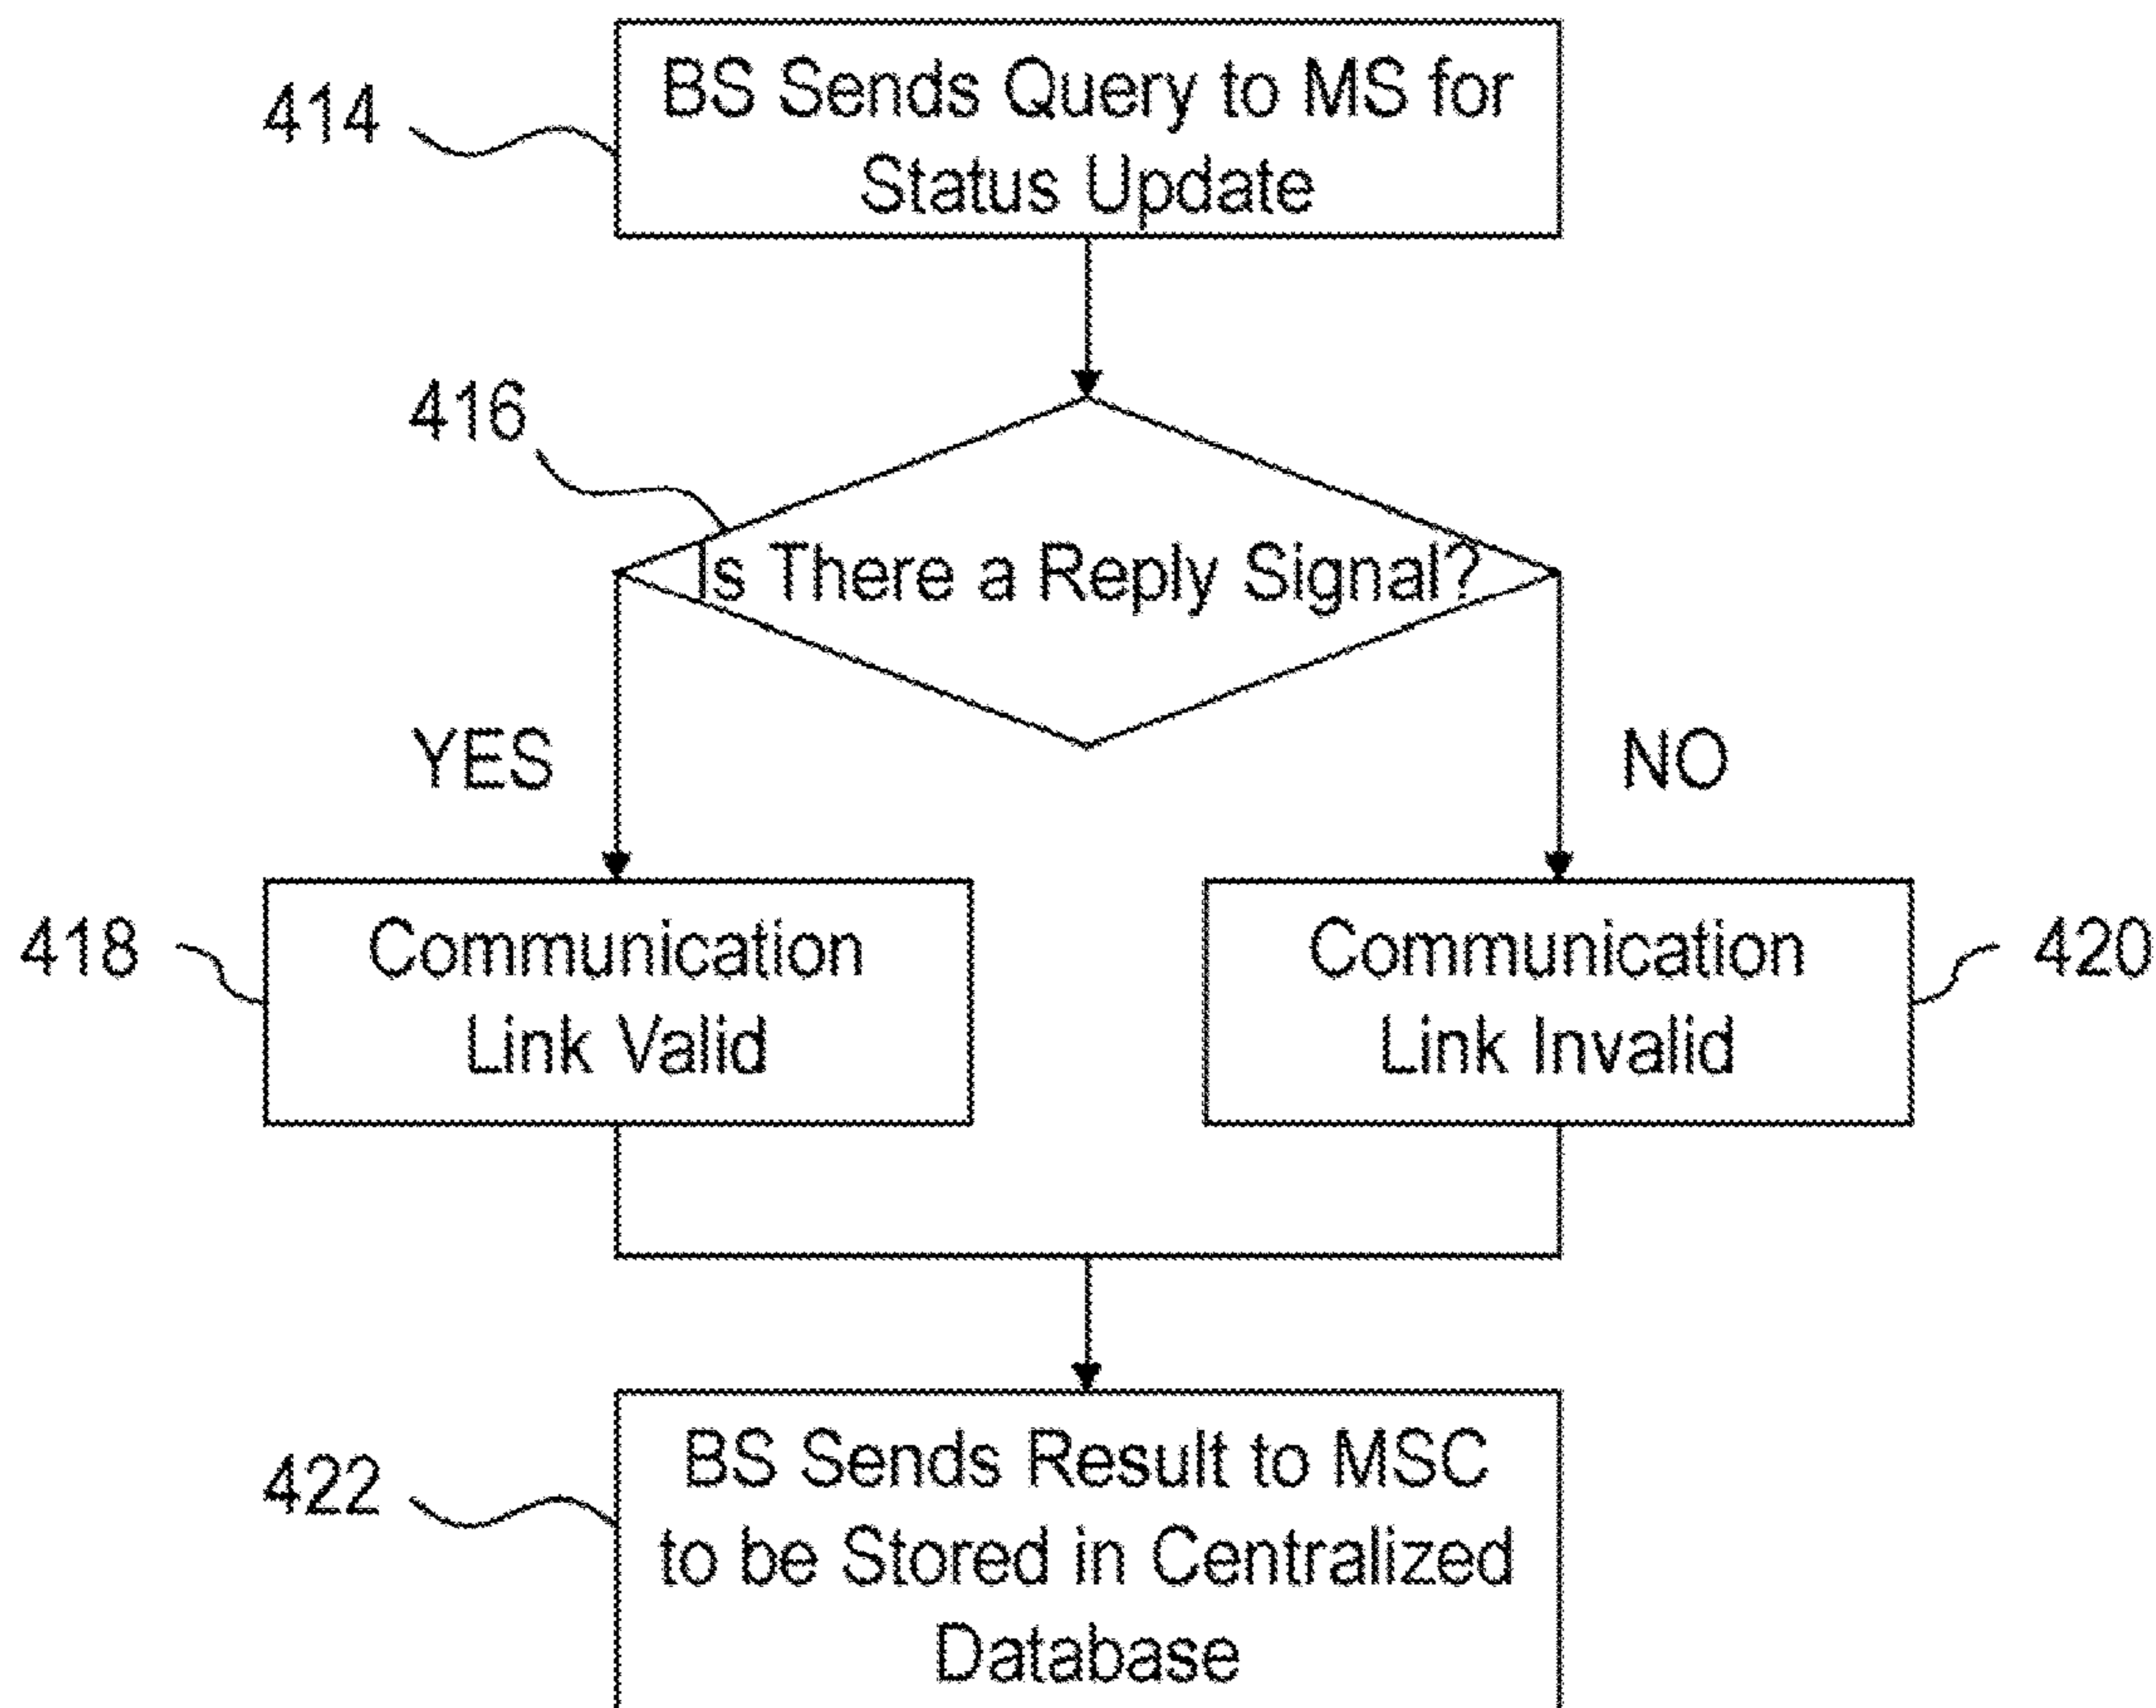 BS Sends Query to MS for
Status Update
414
416
Is There a Reply Signal?
YES
NO
418
Communication
Link Valid
Communication
Link Invalid
420
BS Sends Result to MSC
to be Stored in Centralized
Database
422